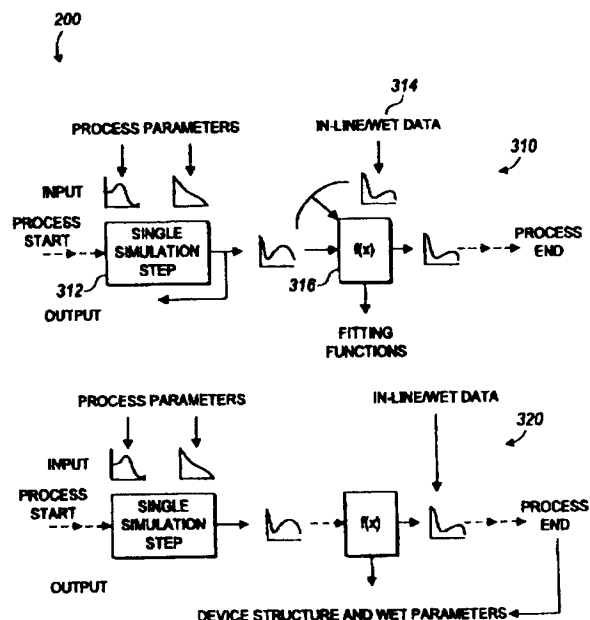 200
314
PROCESS PARAMETERS
IN-LINE/WET DATA
310
INPUT
PROCESS
START
SINGLE
SIMULATION
STEP
f(x)
PROCESS
END
312
316
OUTPUT
FITTING
FUNCTIONS
PROCESS PARAMETERS
IN-LINE/WET DATA
320
INPUT
PROCESS
START
SINGLE
SIMULATION
STEP
f(x)
PROCESS
END
OUTPUT
DEVICE STRUCTURE AND WET PARAMETERS